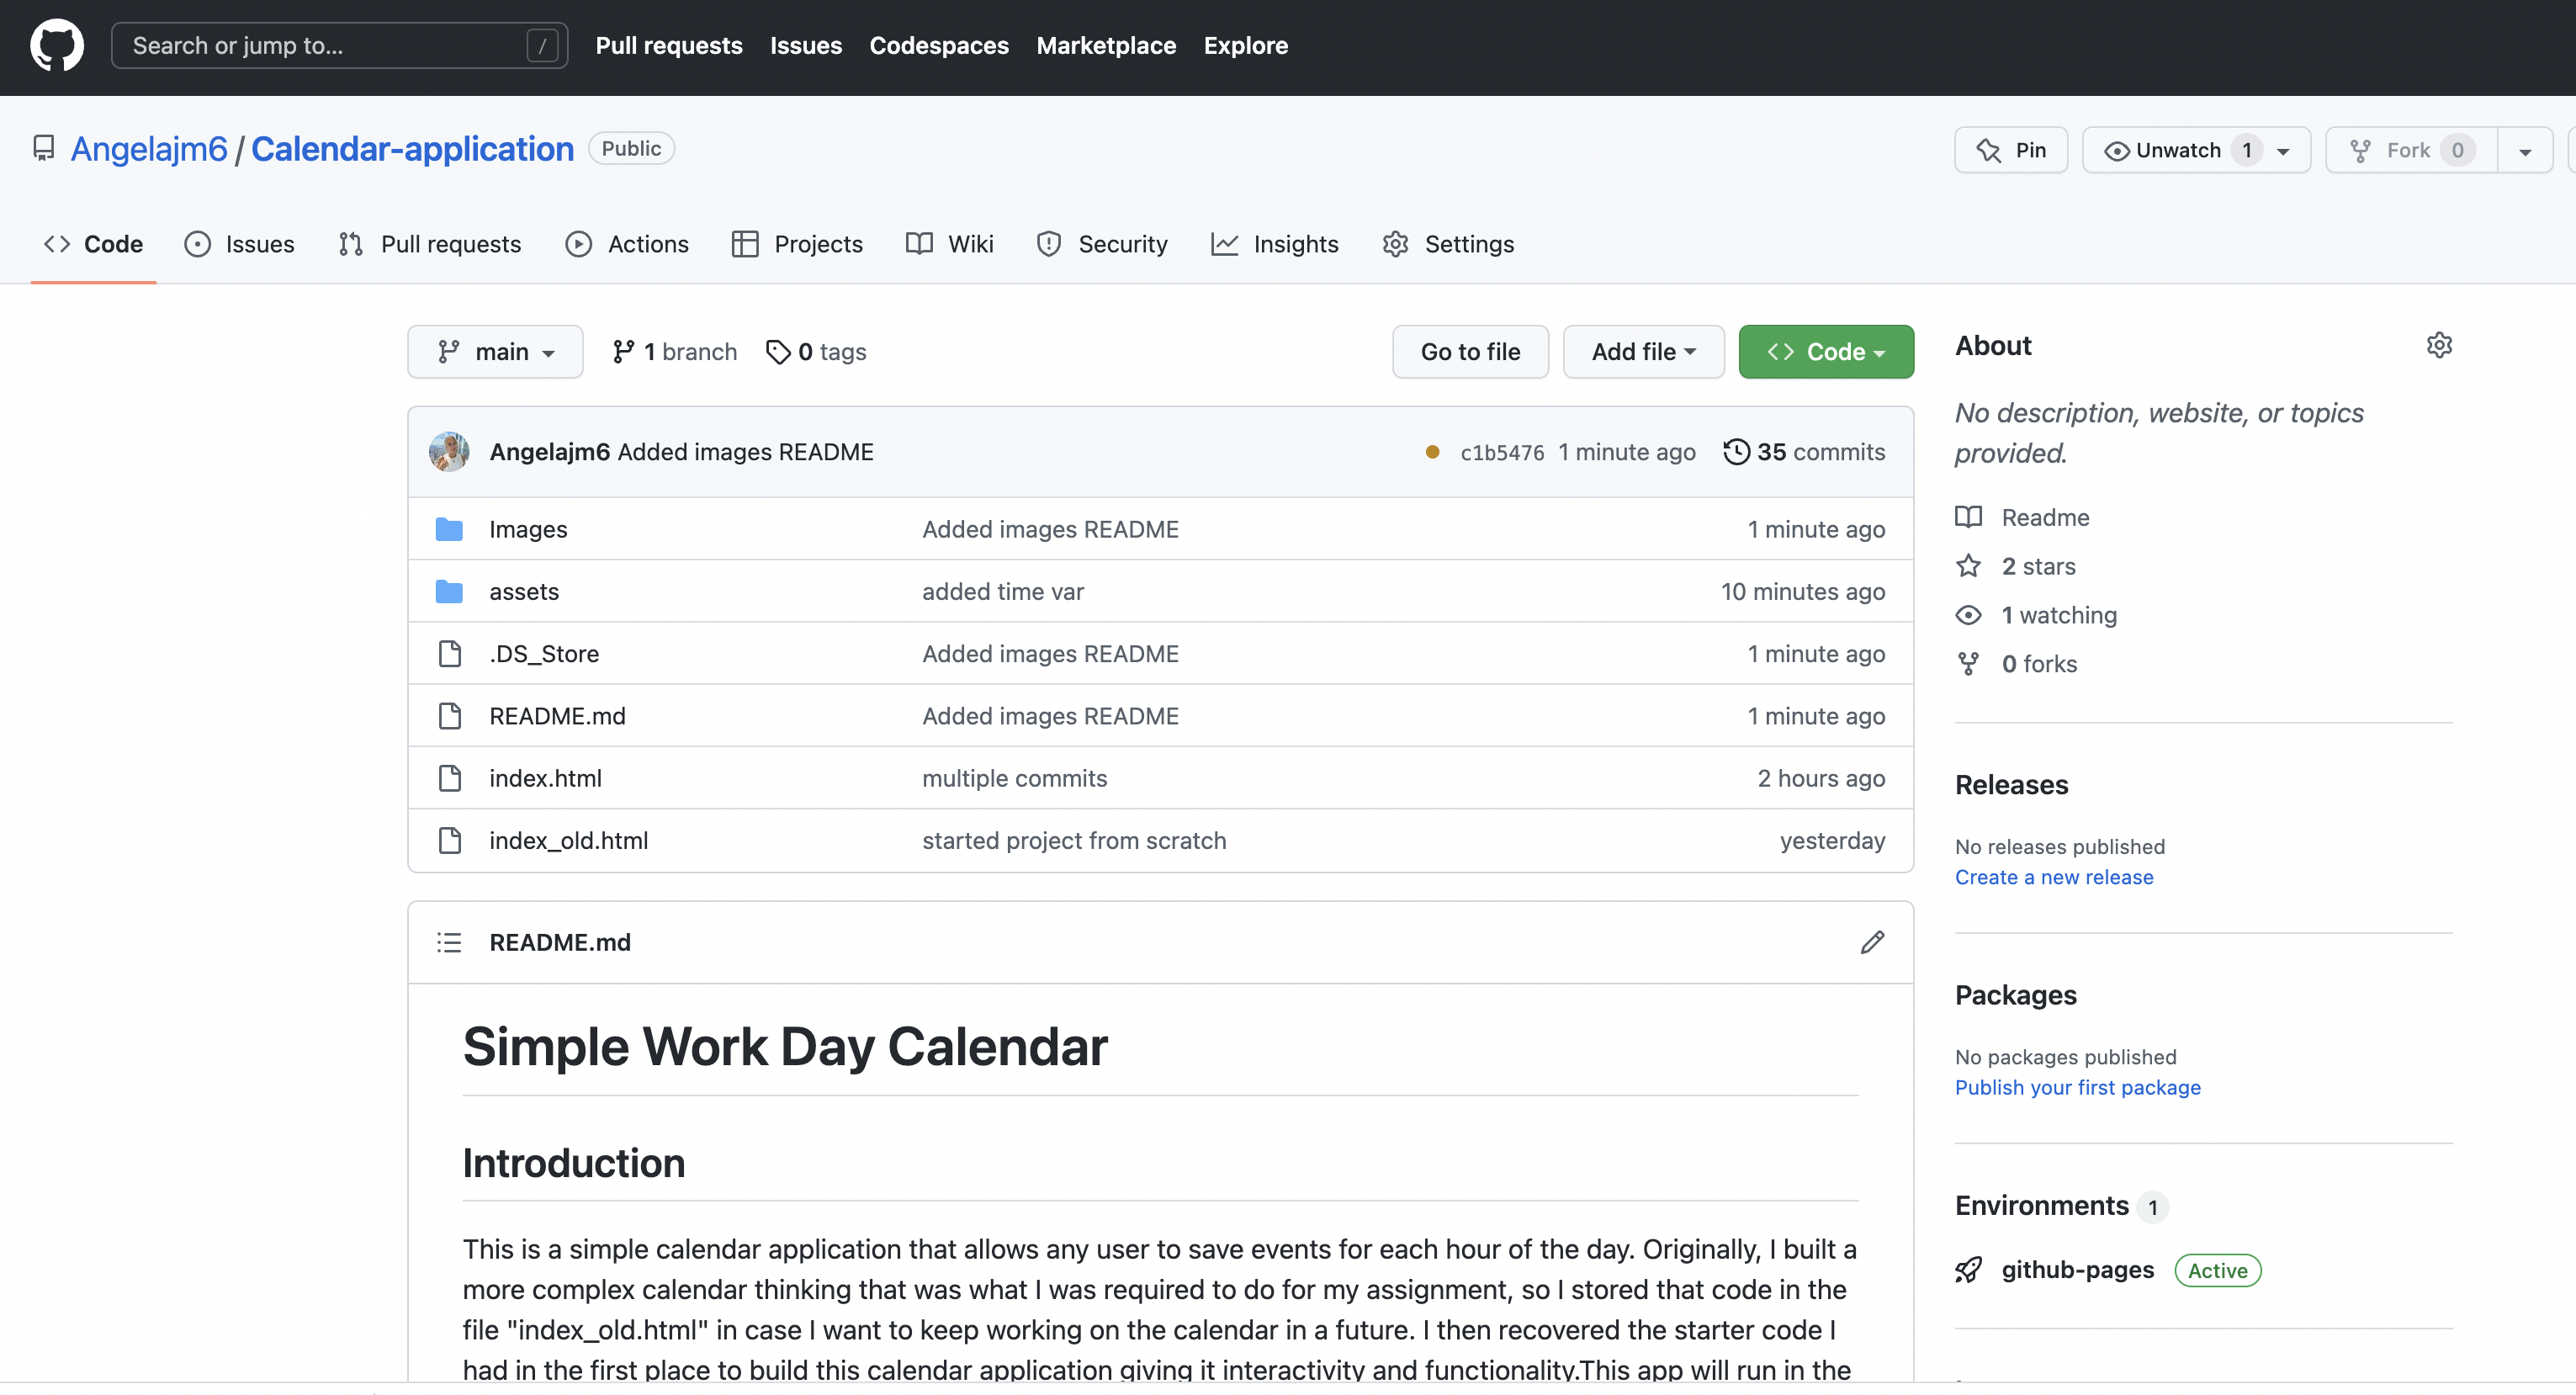 Search or jump to... /
Pull requests Issues Codespaces Marketplace Explore
Angelajm6 / Calendar-application Public
Pin Unwatch 1 Fork 0
Code Issues Pull requests Actions Projects Wiki Security Insights Settings
main 1 branch 0 tags Go to file Add file Code
Angelajm6 Added images README c1b5476 1 minute ago 35 commits
Images Added images README 1 minute ago
assets added time var 10 minutes ago
.DS_Store Added images README 1 minute ago
README.md Added images README 1 minute ago
index.html multiple commits 2 hours ago
index_old.html started project from scratch yesterday
README.md
Simple Work Day Calendar
Introduction
This is a simple calendar application that allows any user to save events for each hour of the day. Originally, I built a
more complex calendar thinking that was what I was required to do for my assignment, so I stored that code in the
file "index_old.html" in case I want to keep working on the calendar in a future. I then recovered the starter code I
had in the first place to build this calendar application giving it interactivity and functionality.This app will run in the
About
No description, website, or topics
provided.
Readme
2 stars
1 watching
0 forks
Releases
No releases published
Create a new release
Packages
No packages published
Publish your first package
Environments 1
github-pages Active